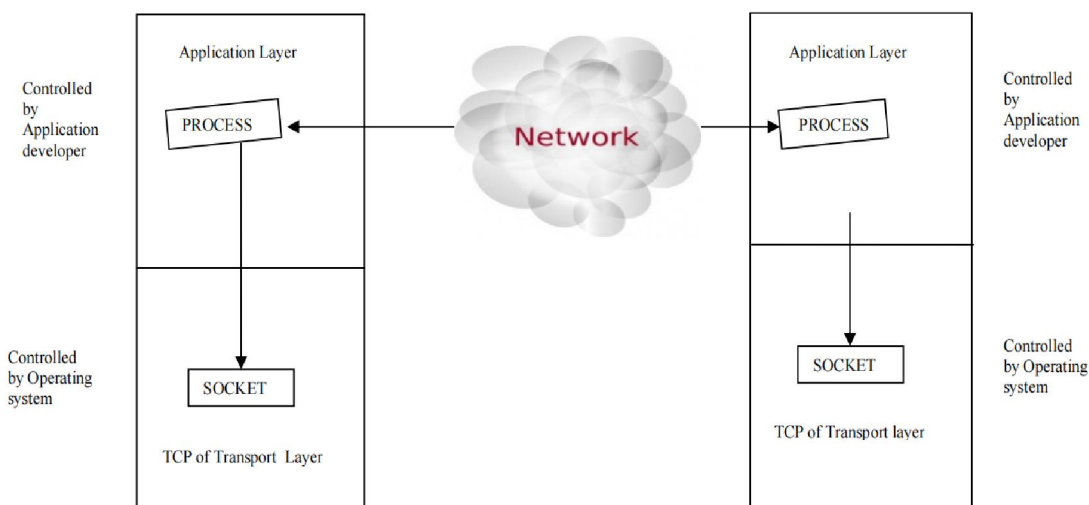 Application Layer
Controlled
by
Application
developer
PROCESS
Network
Application Layer
PROCESS
Controlled
by
Application
developer
Controlled
by Operating
system
SOCKET
TCP of Transport Layer
SOCKET
TCP of Transport layer
Controlled
by Operating
system